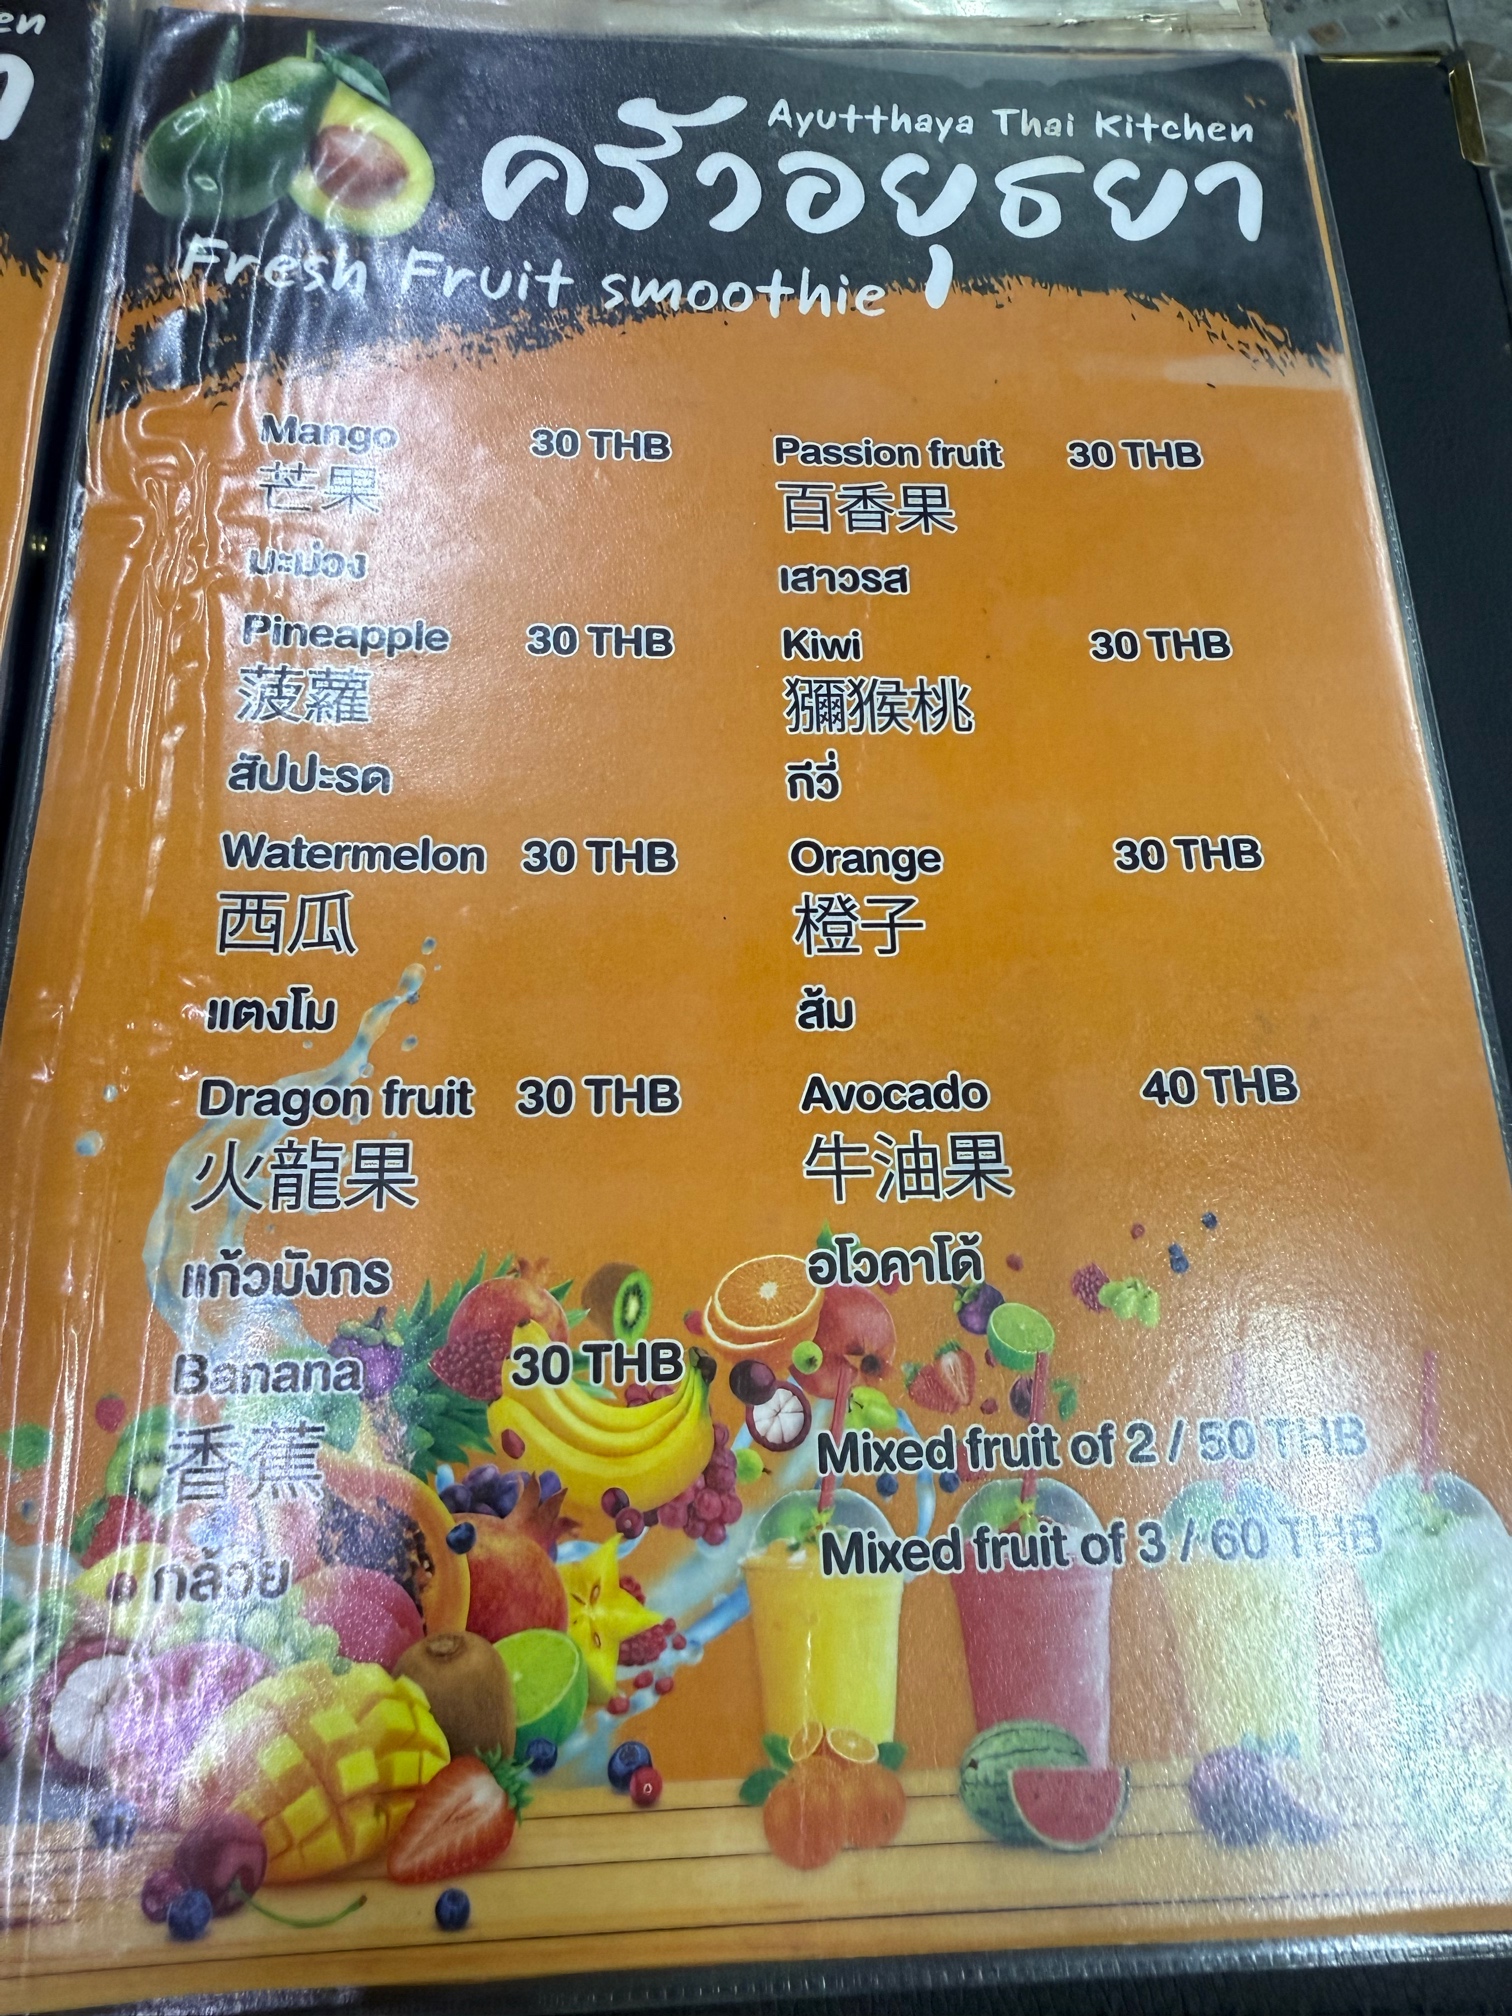 en
Ayutthaya Thai Kitchen
ครัวอยุธยา
Fresh Fruit smoothie
Mango 30 THB
芒果
มะม่วง
Pineapple 30 THB
菠蘿
สัปปะรด
Watermelon 30 THB
西瓜
แตงโม
Dragon fruit 30 THB
火龍果
แก้วมังกร
Banana 30 THB
香蕉
กล้วย
Passion fruit 30 THB
百香果
เสาวรส
Kiwi 30 THB
獼猴桃
กีวี่
Orange 30 THB
橙子
ส้ม
Avocado 40 THB
牛油果
อโวคาโด้
Mixed fruit of 2 / 50 THB
Mixed fruit of 3 / 60 THB